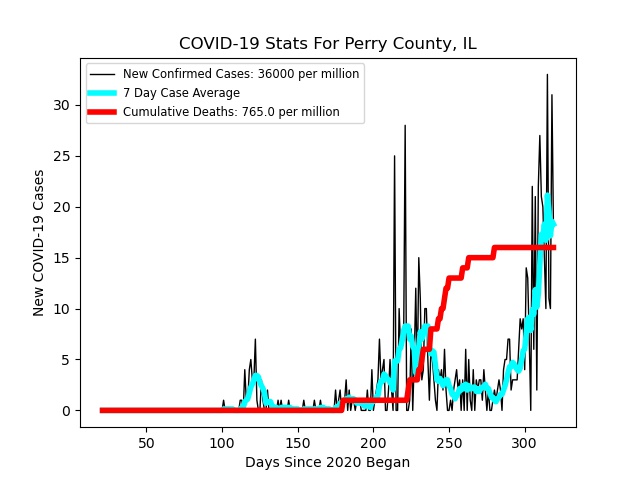 COVID-19 Stats For Perry County, IL
New Confirmed Cases: 36000 per million
7 Day Case Average
Cumulative Deaths: 765.0 per million
New COVID-19 Cases
30
25
20
15
10
5
0
50 100 150 200 250 300
Days Since 2020 Began